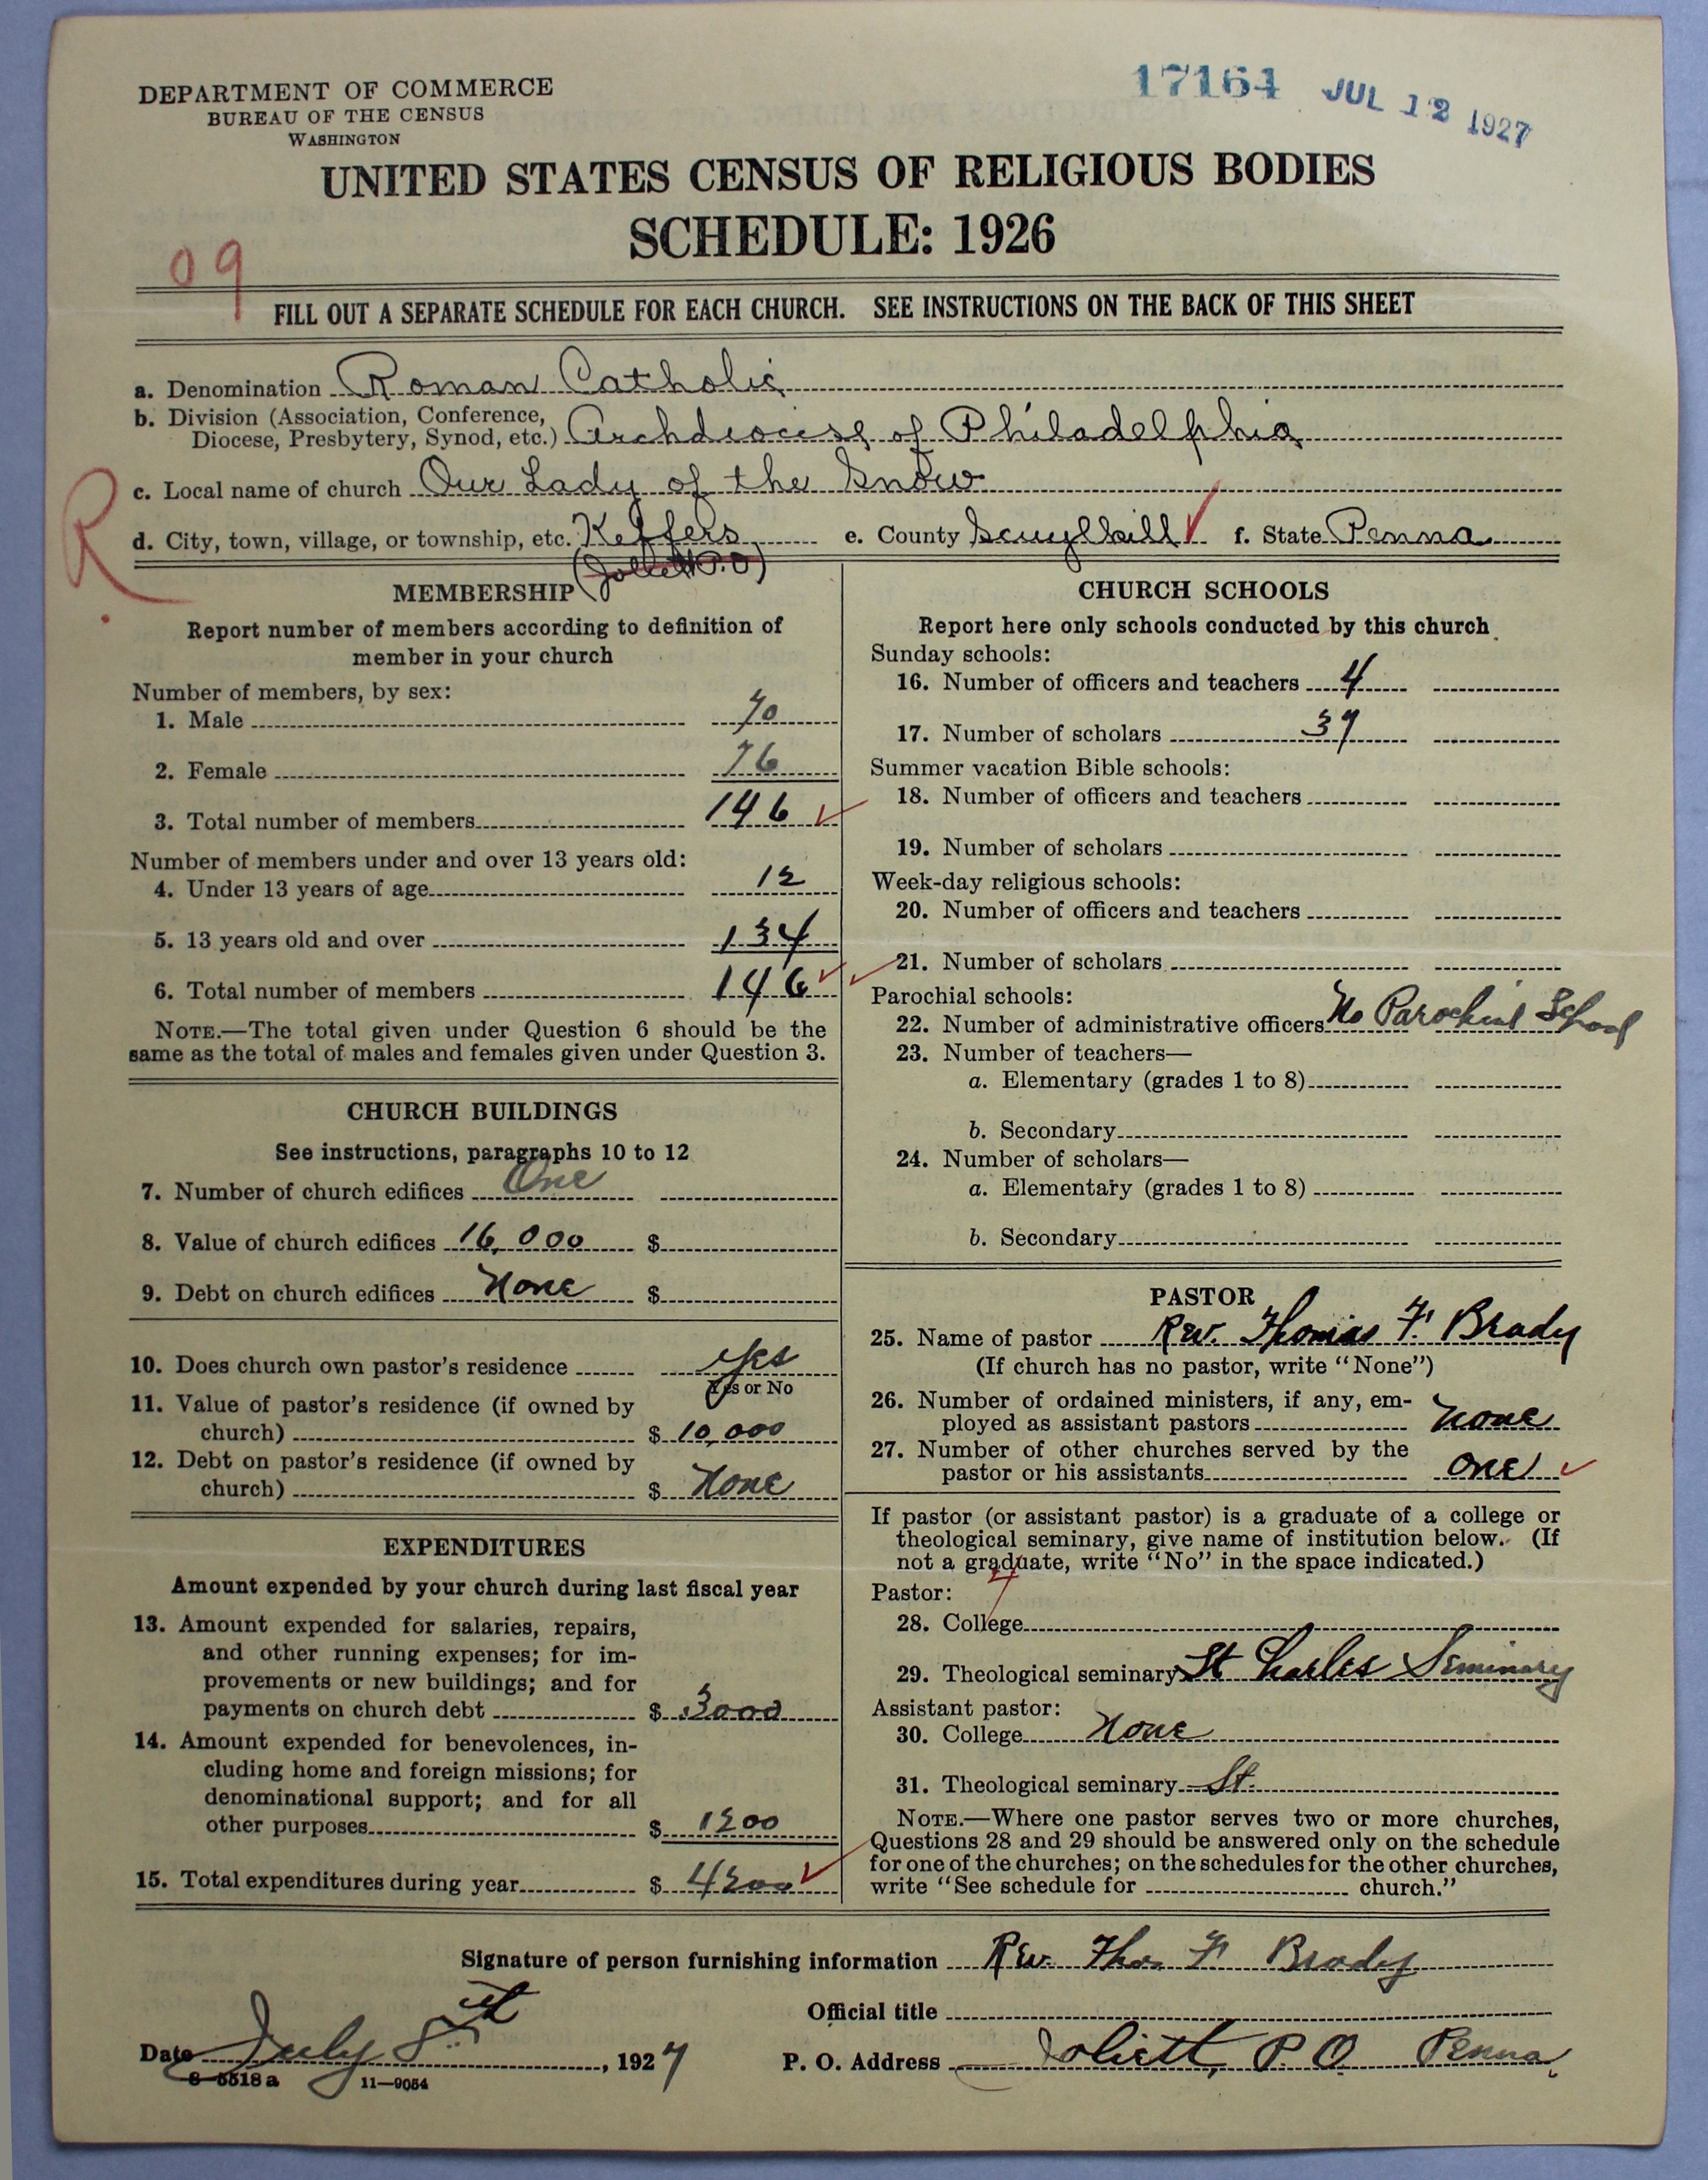 17164 JUL 12 1927
DEPARTMENT OF COMMERCE
BUREAU OF THE CENSUS
WASHINGTON
UNITED STATES CENSUS OF RELIGIOUS BODIES
SCHEDULE: 1926
09
FILL OUT A SEPARATE SCHEDULE FOR EACH CHURCH. SEE INSTRUCTIONS ON THE BACK OF THIS SHEET
a. Denomination Roman Catholic
b. Division (Association, Conference,
Diocese, Presbytery, Synod, etc.) Archdiocise of Philadelphia
c. Local name of church Our Lady of the Snow
R
d. City, town, village, or township, etc. Keffers e. County Scuylkill f. State Penna
(Joliett P.O)
MEMBERSHIP
Report number of members according to definition of
member in your church
Number of members, by sex:
1. Male 70
2. Female 76
3. Total number of members 146
Number of members under and over 13 years old:
4. Under 13 years of age 12
5. 13 years old and over 134
6. Total number of members 146
NOTE.—The total given under Question 6 should be the
same as the total of males and females given under Question 3.
CHURCH BUILDINGS
See instructions, paragraphs 10 to 12
7. Number of church edifices One
8. Value of church edifices 16,000 $
9. Debt on church edifices None $
10. Does church own pastor's residence Yes
Yes or No
11. Value of pastor's residence (if owned by
church) $ 10,000
12. Debt on pastor's residence (if owned by
church) $ None
EXPENDITURES
Amount expended by your church during last fiscal year
13. Amount expended for salaries, repairs,
and other running expenses; for im-
provements or new buildings; and for
payments on church debt $ 3000
14. Amount expended for benevolences, in-
cluding home and foreign missions; for
denominational support; and for all
other purposes $ 1200
15. Total expenditures during year $ 4200
CHURCH SCHOOLS
Report here only schools conducted by this church
Sunday schools:
16. Number of officers and teachers 4
17. Number of scholars 37
Summer vacation Bible schools:
18. Number of officers and teachers
19. Number of scholars
Week-day religious schools:
20. Number of officers and teachers
21. Number of scholars
Parochial schools:
22. Number of administrative officers No Parochial School
23. Number of teachers—
a. Elementary (grades 1 to 8)
b. Secondary
24. Number of scholars—
a. Elementary (grades 1 to 8)
b. Secondary
PASTOR
25. Name of pastor Rev. Thomas F. Brady
(If church has no pastor, write "None")
26. Number of ordained ministers, if any, em-
ployed as assistant pastors None
27. Number of other churches served by the
pastor or his assistants One
If pastor (or assistant pastor) is a graduate of a college or
theological seminary, give name of institution below. (If
not a graduate, write "No" in the space indicated.)
Pastor:
28. College
29. Theological seminary St Charles Seminary
Assistant pastor:
30. College None
31. Theological seminary St.
NOTE.—Where one pastor serves two or more churches,
Questions 28 and 29 should be answered only on the schedule
for one of the churches; on the schedules for the other churches,
write "See schedule for church."
Signature of person furnishing information Rev. Thos. F. Brady
Official title
Date July 8, 1927 P. O. Address Joliett, P O Penna,
8-5518a 11—9054